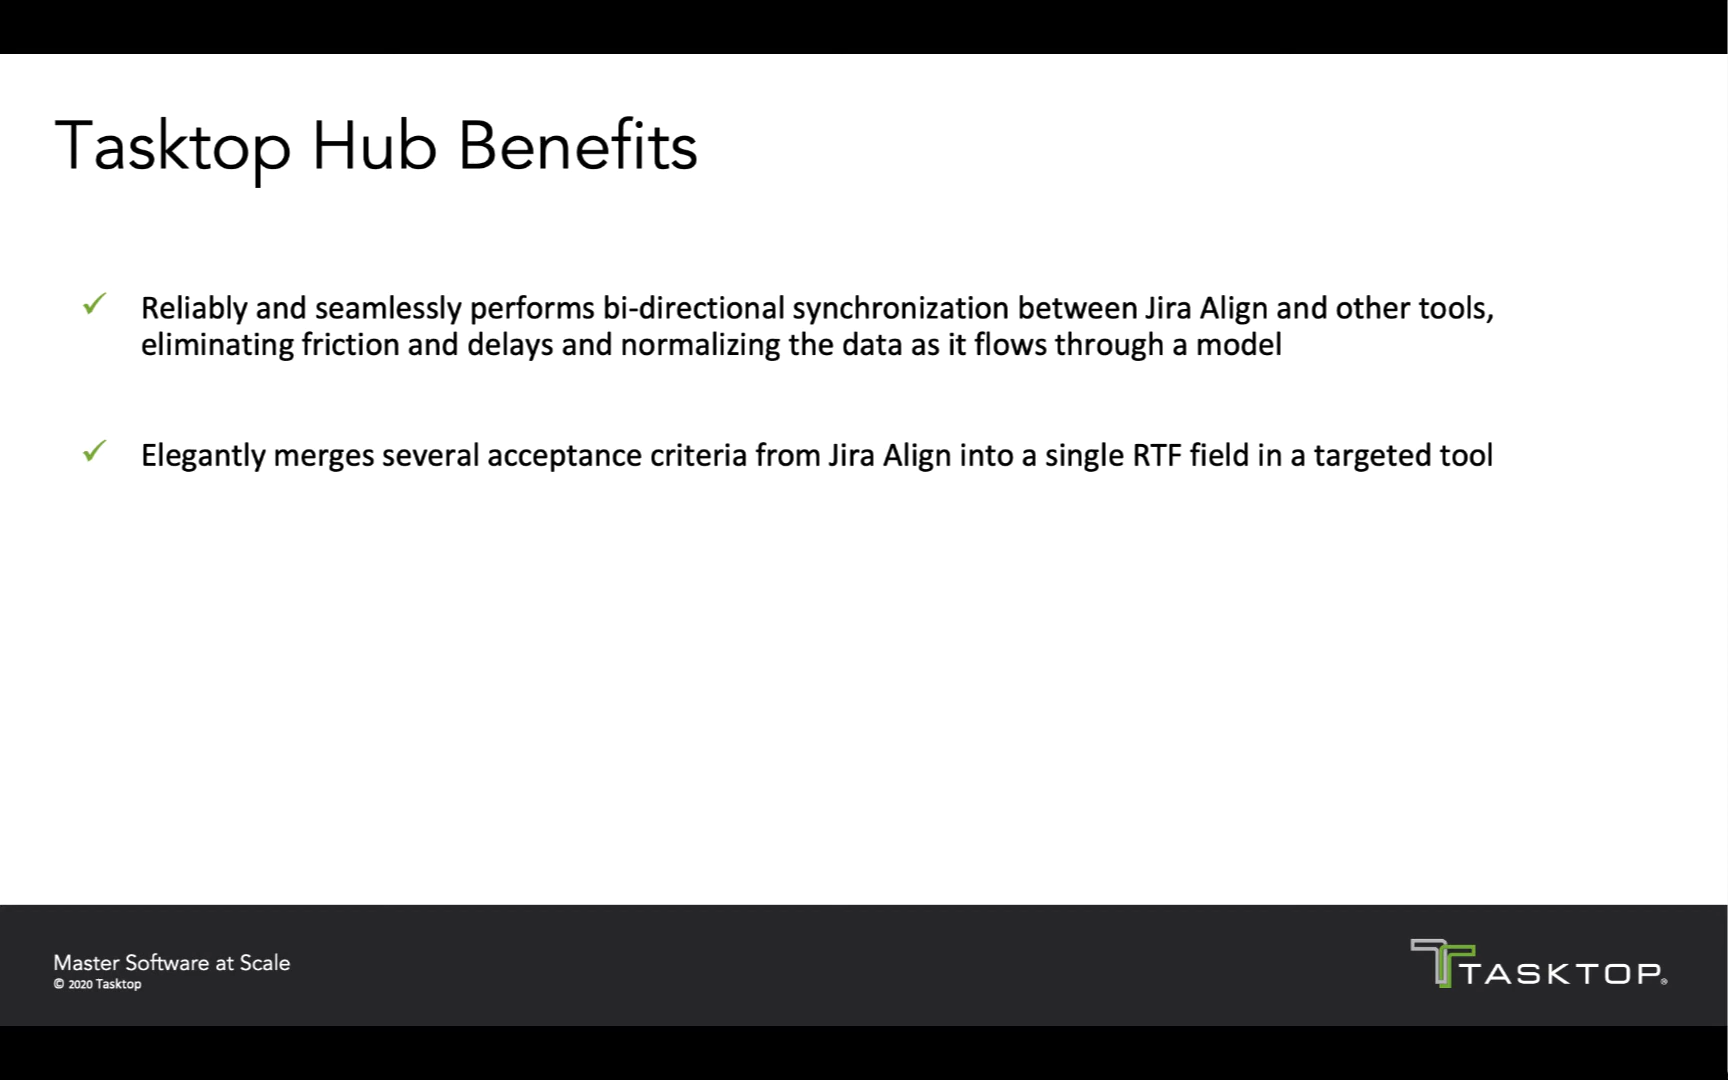 Tasktop Hub Benefits
✓ Reliably and seamlessly performs bi-directional synchronization between Jira Align and other tools,
eliminating friction and delays and normalizing the data as it flows through a model
✓ Elegantly merges several acceptance criteria from Jira Align into a single RTF field in a targeted tool
Master Software at Scale
© 2020 Tasktop
TASKTOP®